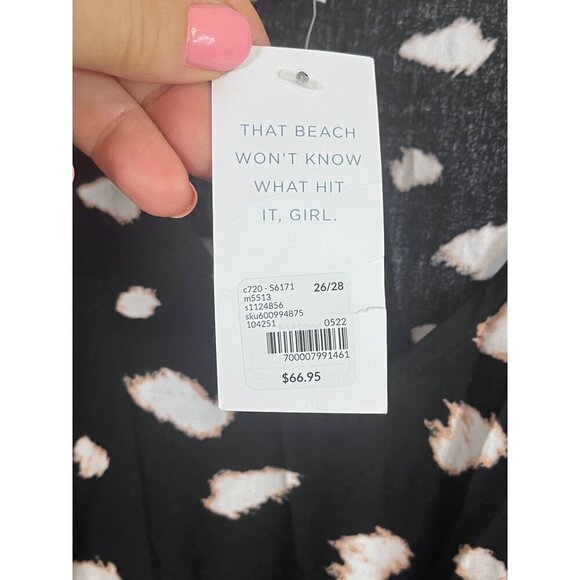 THAT BEACH
WON'T KNOW
WHAT HIT
IT, GIRL.
c720 - S6171 26/28
m5513
s1124856
sku600994875
104251 0522
700007991461
$66.95